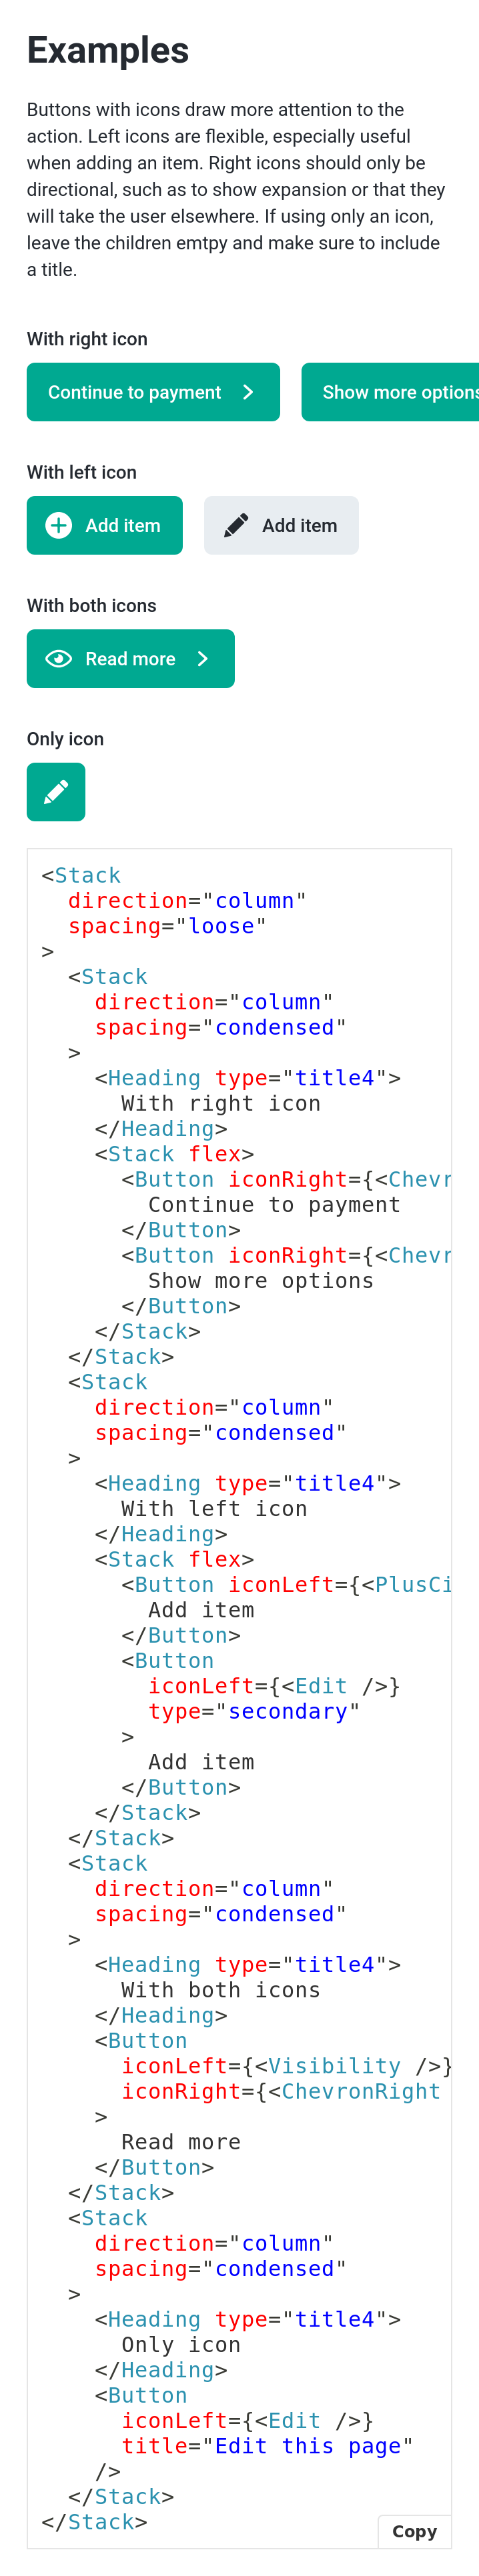 Examples
Buttons with icons draw more attention to the
action. Left icons are flexible, especially useful
when adding an item. Right icons should only be
directional, such as to show expansion or that they
will take the user elsewhere. If using only an icon,
leave the children emtpy and make sure to include
a title.
With right icon
Continue to payment Show more options
With left icon
Add item Add item
With both icons
Read more
Only icon
<Stack
  direction="column"
  spacing="loose"
>
  <Stack
    direction="column"
    spacing="condensed"
  >
    <Heading type="title4">
      With right icon
    </Heading>
    <Stack flex>
      <Button iconRight={<Chevr
        Continue to payment
      </Button>
      <Button iconRight={<Chevr
        Show more options
      </Button>
    </Stack>
  </Stack>
  <Stack
    direction="column"
    spacing="condensed"
  >
    <Heading type="title4">
      With left icon
    </Heading>
    <Stack flex>
      <Button iconLeft={<PlusCi
        Add item
      </Button>
      <Button
        iconLeft={<Edit />}
        type="secondary"
      >
        Add item
      </Button>
    </Stack>
  </Stack>
  <Stack
    direction="column"
    spacing="condensed"
  >
    <Heading type="title4">
      With both icons
    </Heading>
    <Button
      iconLeft={<Visibility />}
      iconRight={<ChevronRight
    >
      Read more
    </Button>
  </Stack>
  <Stack
    direction="column"
    spacing="condensed"
  >
    <Heading type="title4">
      Only icon
    </Heading>
    <Button
      iconLeft={<Edit />}
      title="Edit this page"
    />
  </Stack>
</Stack>
Copy